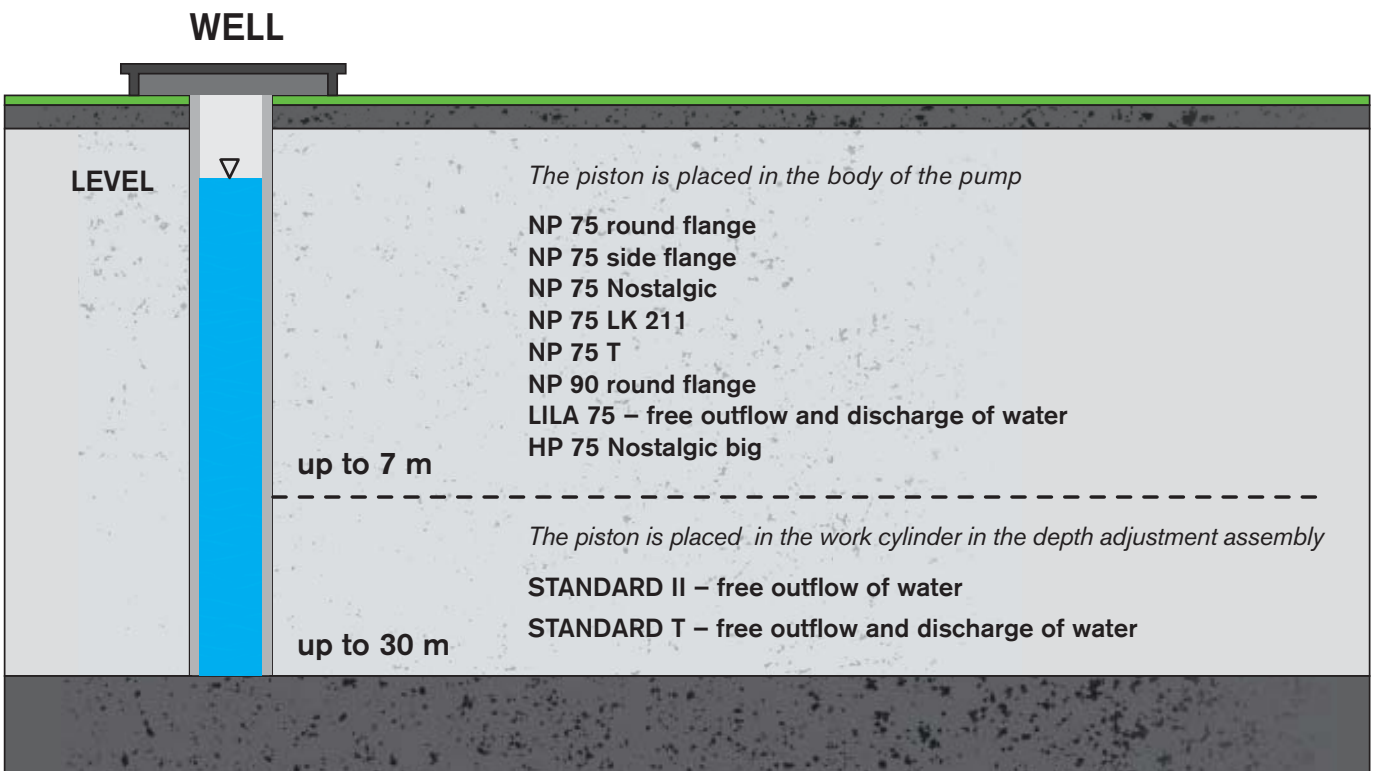 WELL
LEVEL
The piston is placed in the body of the pump
NP 75 round flange
NP 75 side flange
NP 75 Nostalgic
NP 75 LK 211
NP 75 T
NP 90 round flange
LILA 75 – free outflow and discharge of water
HP 75 Nostalgic big
up to 7 m
The piston is placed in the work cylinder in the depth adjustment assembly
STANDARD II – free outflow of water
STANDARD T – free outflow and discharge of water
up to 30 m